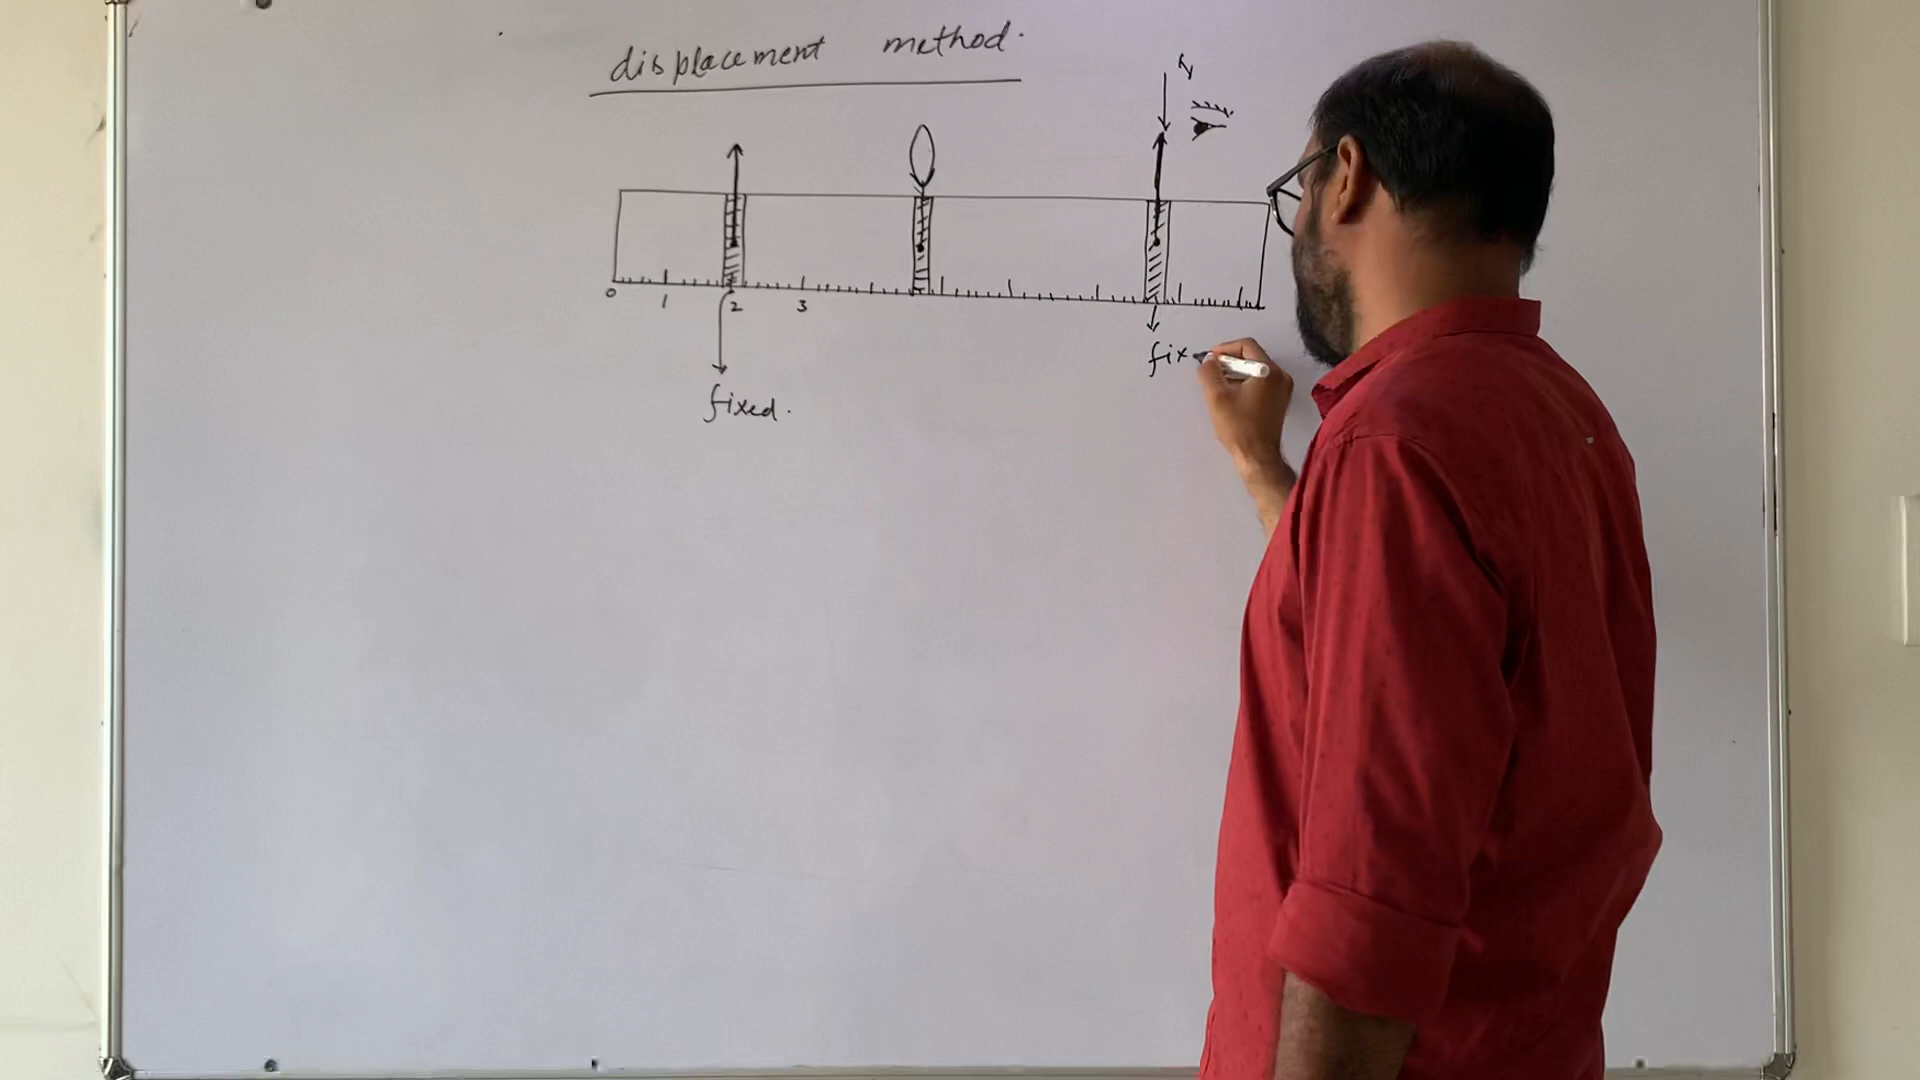 displacement method.
0 1 2 3
fix
fixed.